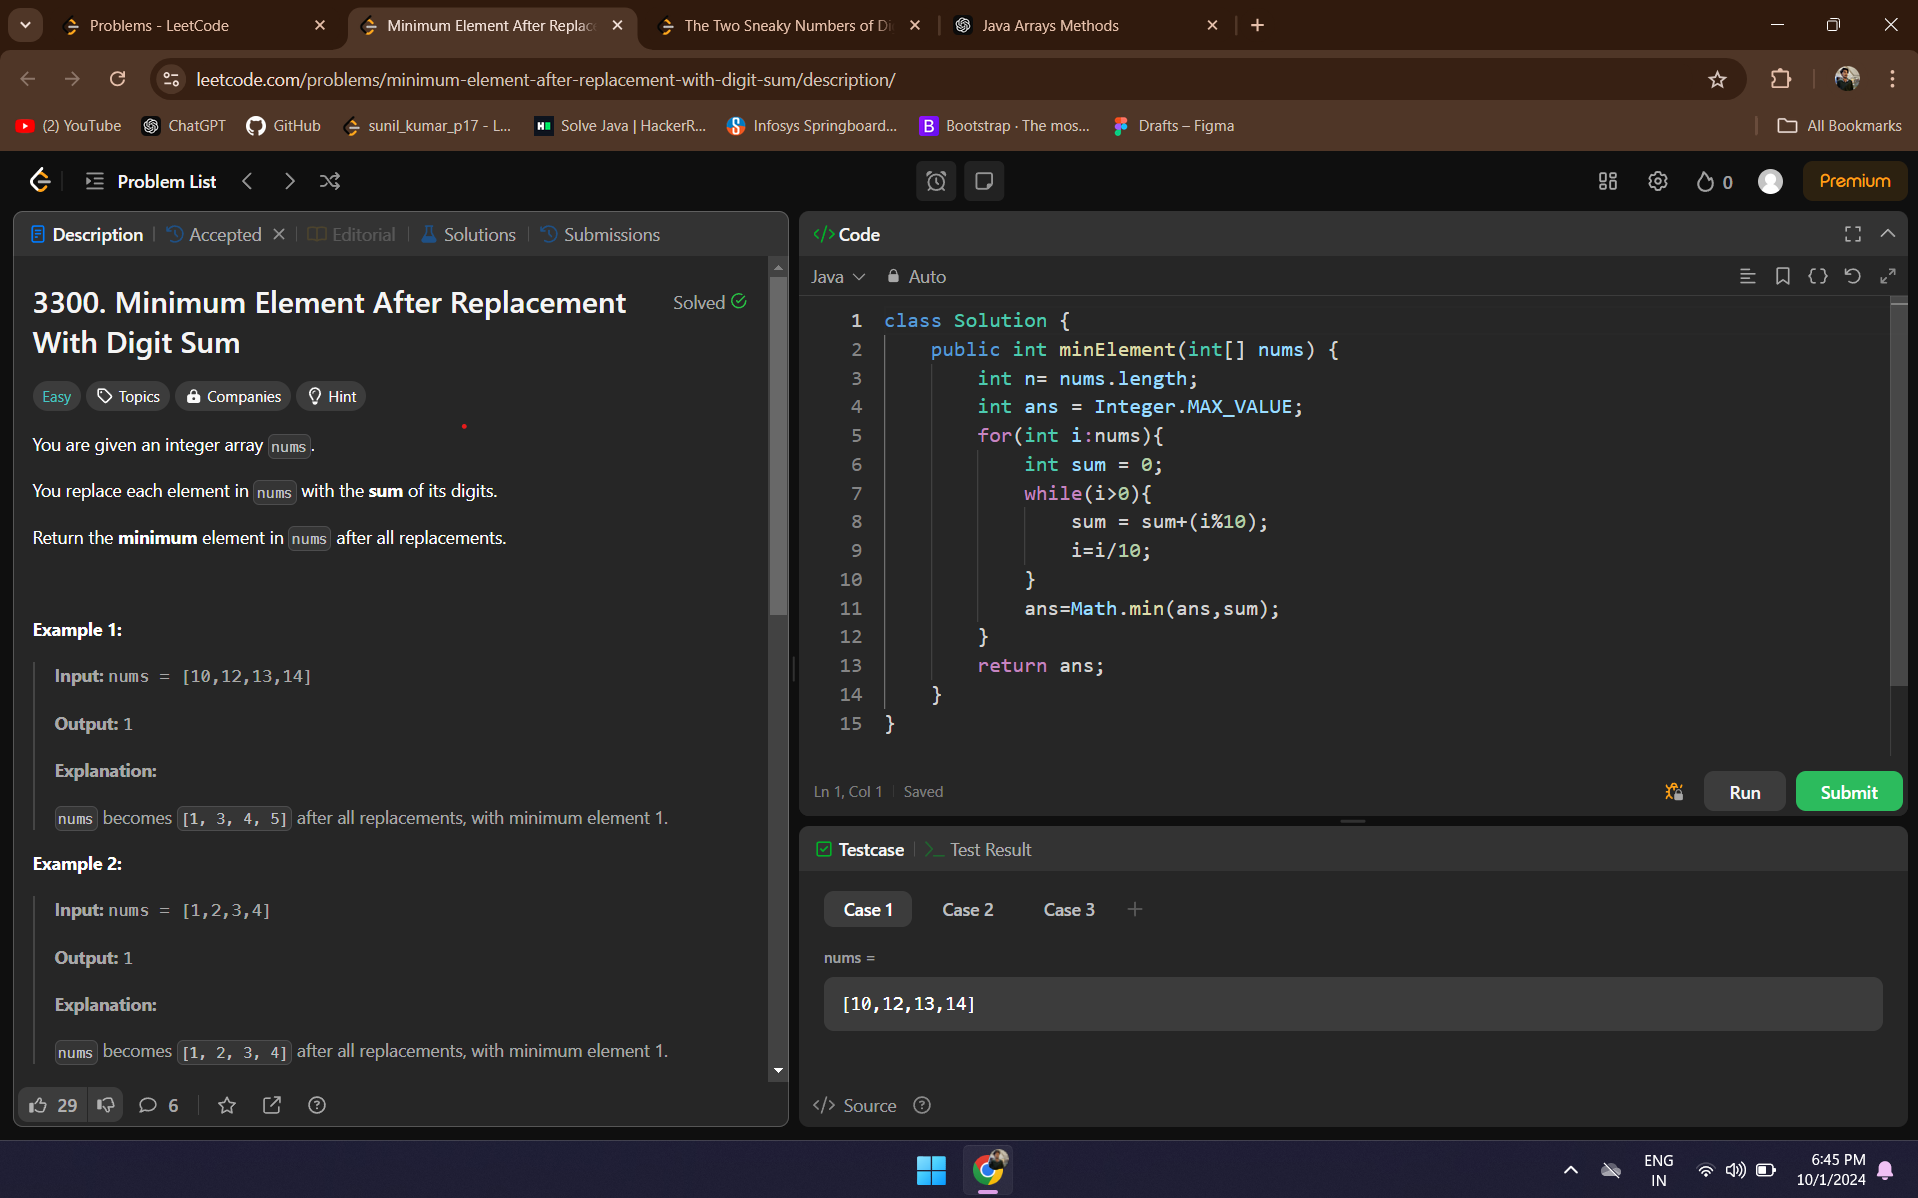 Problems - LeetCode
Minimum Element After Replac
The Two Sneaky Numbers of Di
Java Arrays Methods
leetcode.com/problems/minimum-element-after-replacement-with-digit-sum/description/
(2) YouTube
ChatGPT
GitHub
sunil_kumar_p17 - L...
Solve Java | HackerR...
Infosys Springboard...
Bootstrap · The mos...
Drafts – Figma
All Bookmarks
Problem List
0
Premium
Description
Accepted
Editorial
Solutions
Submissions
3300. Minimum Element After Replacement
With Digit Sum
Solved
Easy
Topics
Companies
Hint
You are given an integer array nums.
You replace each element in nums with the sum of its digits.
Return the minimum element in nums after all replacements.
Example 1:
Input: nums = [10,12,13,14]
Output: 1
Explanation:
nums becomes [1, 3, 4, 5] after all replacements, with minimum element 1.
Example 2:
Input: nums = [1,2,3,4]
Output: 1
Explanation:
nums becomes [1, 2, 3, 4] after all replacements, with minimum element 1.
29
6
</> Code
Java
Auto
1 class Solution {
2 public int minElement(int[] nums) {
3 int n= nums.length;
4 int ans = Integer.MAX_VALUE;
5 for(int i:nums){
6 int sum = 0;
7 while(i>0){
8 sum = sum+(i%10);
9 i=i/10;
10 }
11 ans=Math.min(ans,sum);
12 }
13 return ans;
14 }
15 }
Ln 1, Col 1
Saved
Run
Submit
Testcase
>_ Test Result
Case 1
Case 2
Case 3
+
nums =
[10,12,13,14]
</> Source
ENG
IN
6:45 PM
10/1/2024